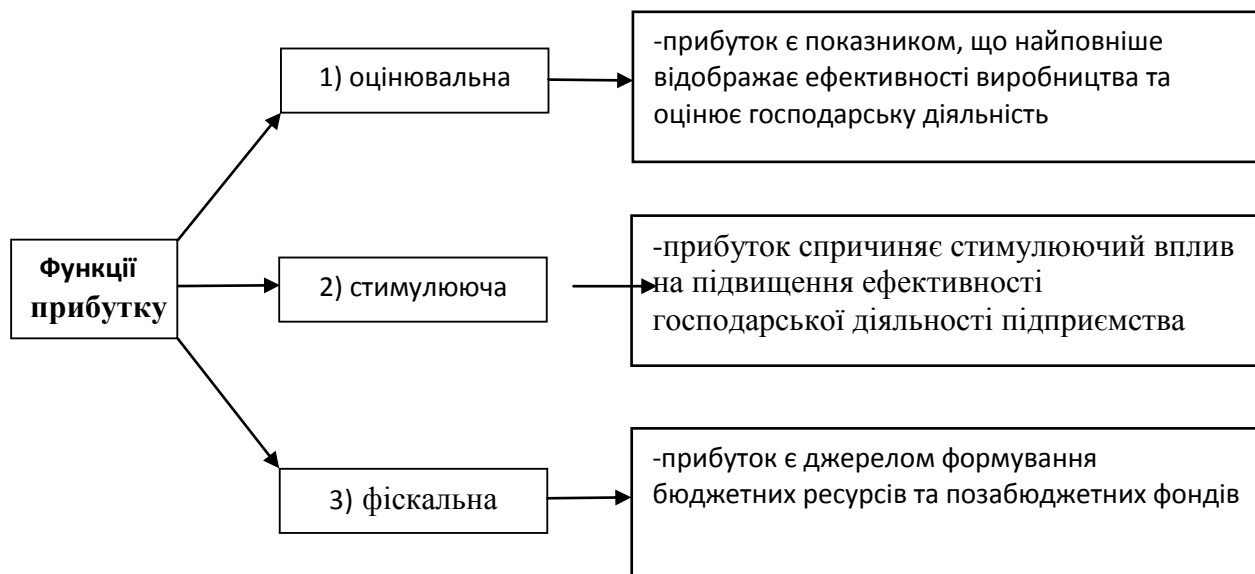 Функції
прибутку
1) оцінювальна
-прибуток є показником, що найповніше
відображає ефективності виробництва та
оцінює господарську діяльність
2) стимулююча
-прибуток спричиняє стимулюючий вплив
на підвищення ефективності
господарської діяльності підприємства
3) фіскальна
-прибуток є джерелом формування
бюджетних ресурсів та позабюджетних фондів